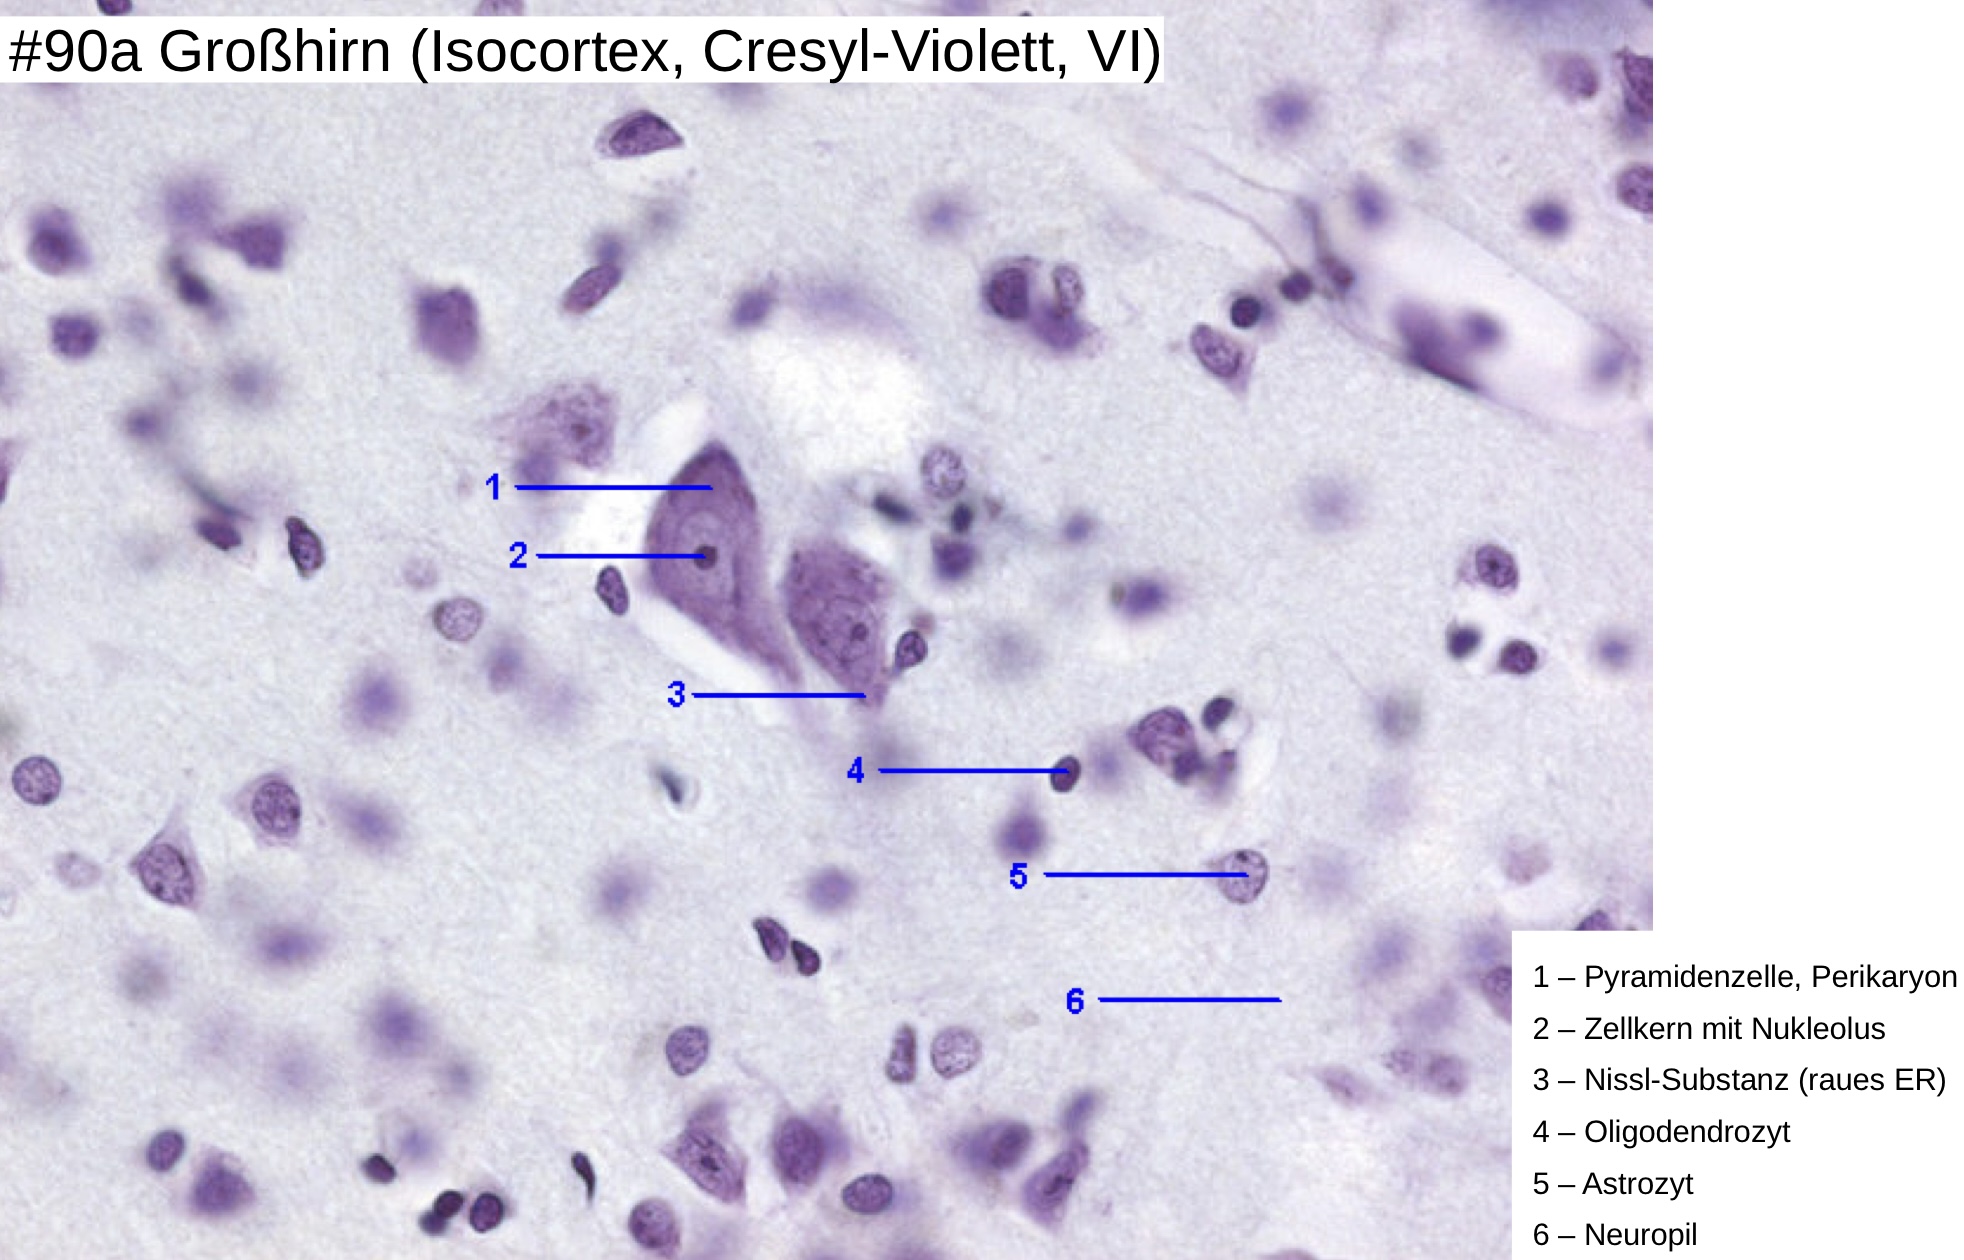 #90a Großhirn (Isocortex, Cresyl-Violett, VI)
1
2
3
4
5
6
1 – Pyramidenzelle, Perikaryon
2 – Zellkern mit Nukleolus
3 – Nissl-Substanz (raues ER)
4 – Oligodendrozyt
5 – Astrozyt
6 – Neuropil